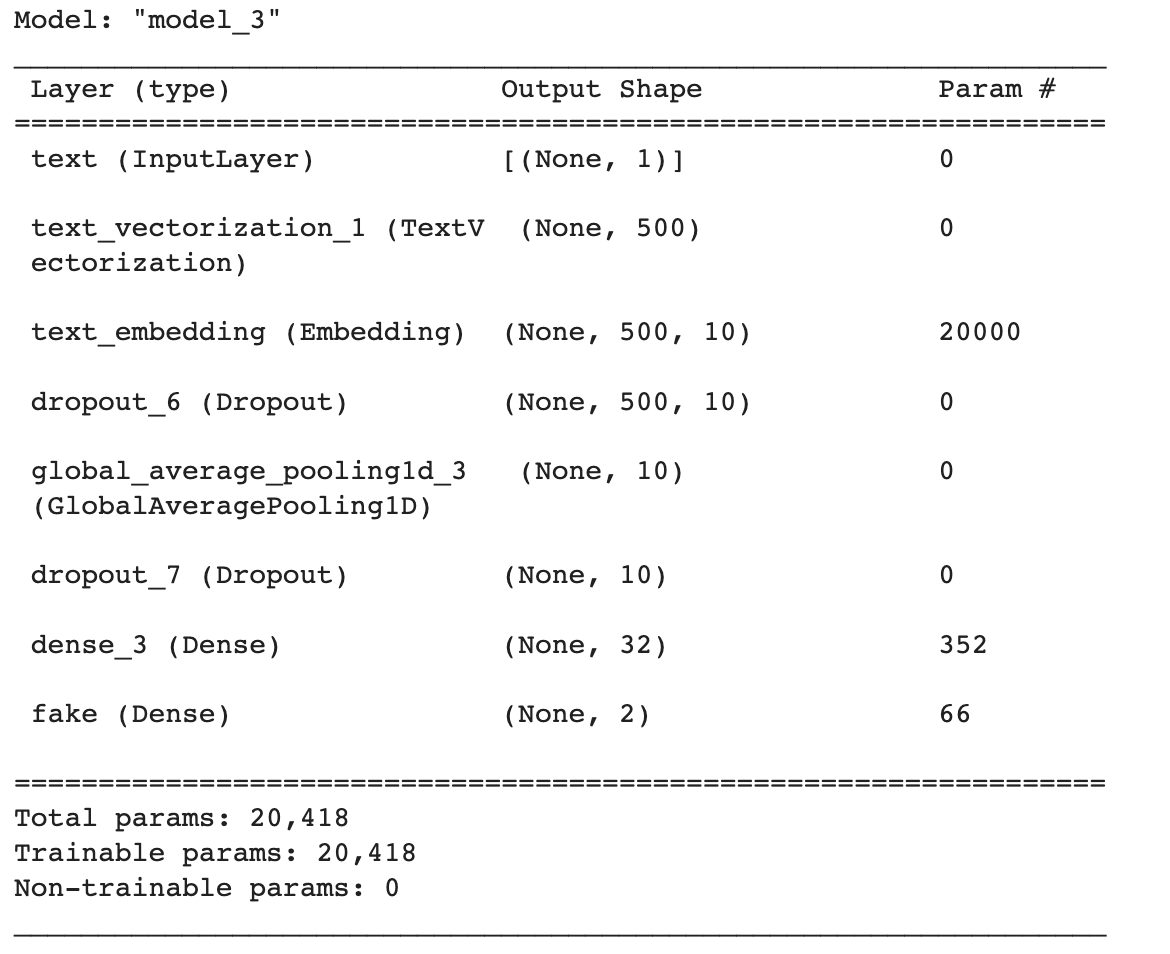 Model: "model_3"
Layer (type) Output Shape Param #
=================================================================
text (InputLayer) [(None, 1)] 0
text_vectorization_1 (TextV (None, 500) 0
ectorization)
text_embedding (Embedding) (None, 500, 10) 20000
dropout_6 (Dropout) (None, 500, 10) 0
global_average_pooling1d_3 (None, 10) 0
(GlobalAveragePooling1D)
dropout_7 (Dropout) (None, 10) 0
dense_3 (Dense) (None, 32) 352
fake (Dense) (None, 2) 66
=================================================================
Total params: 20,418
Trainable params: 20,418
Non-trainable params: 0